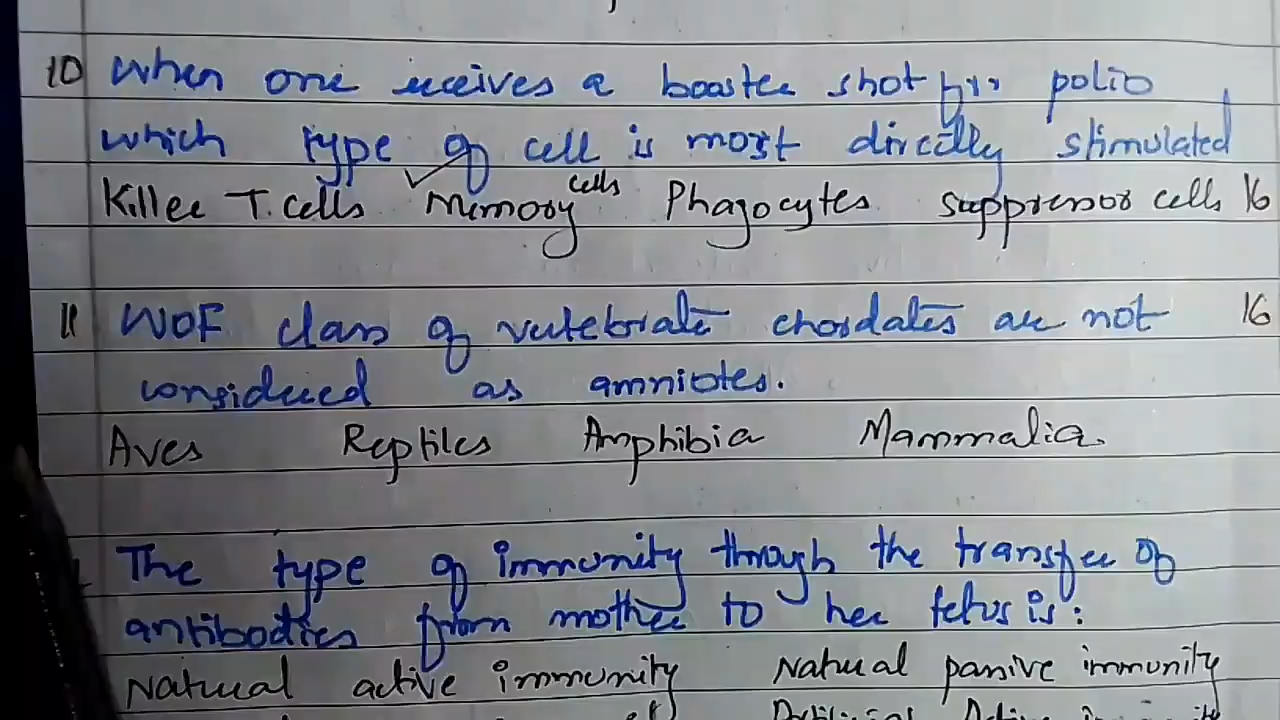 10 When one receives a booster shot for polio
which type of cell is most directly stimulated
Killer T. cells ✓ Memory cells Phagocytes suppressor cells 16
11 WOF class of vertebrate chordates are not 16
considered as amniotes.
Aves Reptiles Amphibia Mammalia.
The type of immunity through the transfer of
antibodies from mother to her fetus is:
Natural active immunity Natural passive immunity